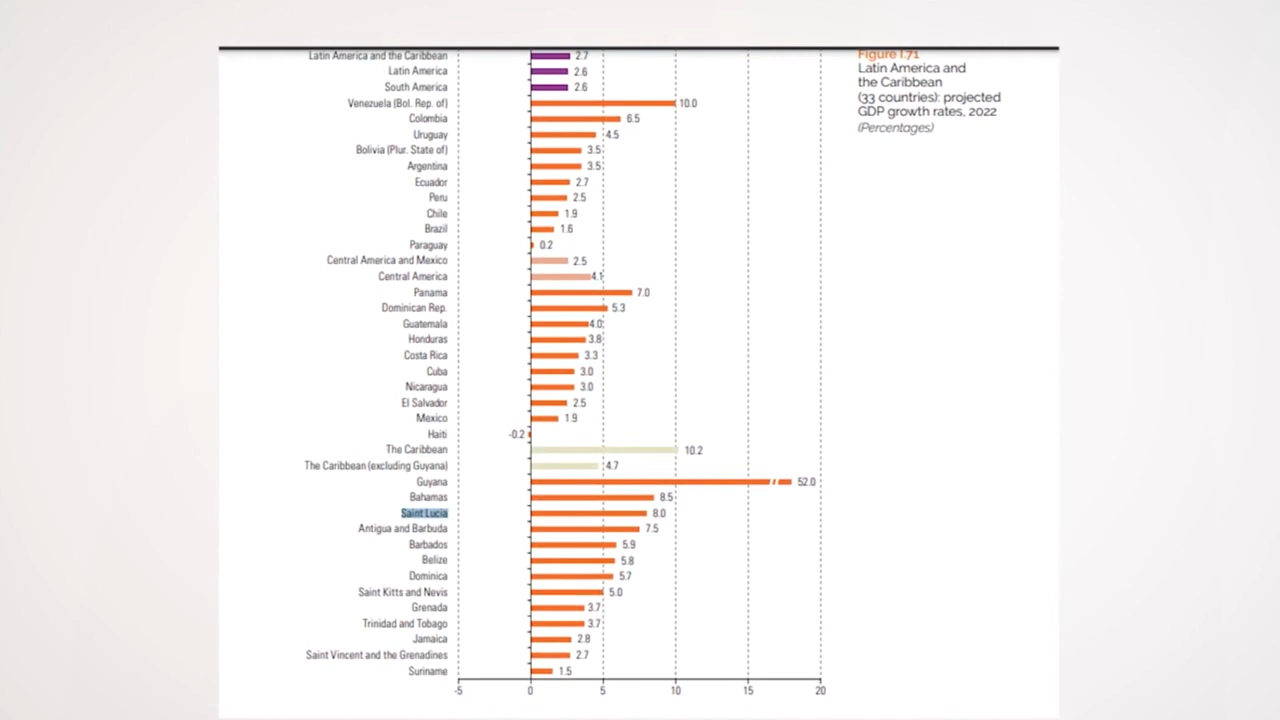 Latin America and the Caribbean 2.7
Latin America 2.6
South America 2.6
Venezuela (Bol. Rep. of) 10.0
Colombia 6.5
Uruguay 4.5
Bolivia (Plur. State of) 3.5
Argentina 3.5
Ecuador 2.7
Peru 2.5
Chile 1.9
Brazil 1.6
Paraguay 0.2
Central America and Mexico 2.5
Central America 4.1
Panama 7.0
Dominican Rep. 5.3
Guatemala 4.0
Honduras 3.8
Costa Rica 3.3
Cuba 3.0
Nicaragua 3.0
El Salvador 2.5
Mexico 1.9
Haiti -0.2
The Caribbean 10.2
The Caribbean (excluding Guyana) 4.7
Guyana 52.0
Bahamas 8.5
Saint Lucia 8.0
Antigua and Barbuda 7.5
Barbados 5.9
Belize 5.8
Dominica 5.7
Saint Kitts and Nevis 5.0
Grenada 3.7
Trinidad and Tobago 3.7
Jamaica 2.8
Saint Vincent and the Grenadines 2.7
Suriname 1.5
-5 0 5 10 15 20
Figure I.71
Latin America and
the Caribbean
(33 countries): projected
GDP growth rates, 2022
(Percentages)